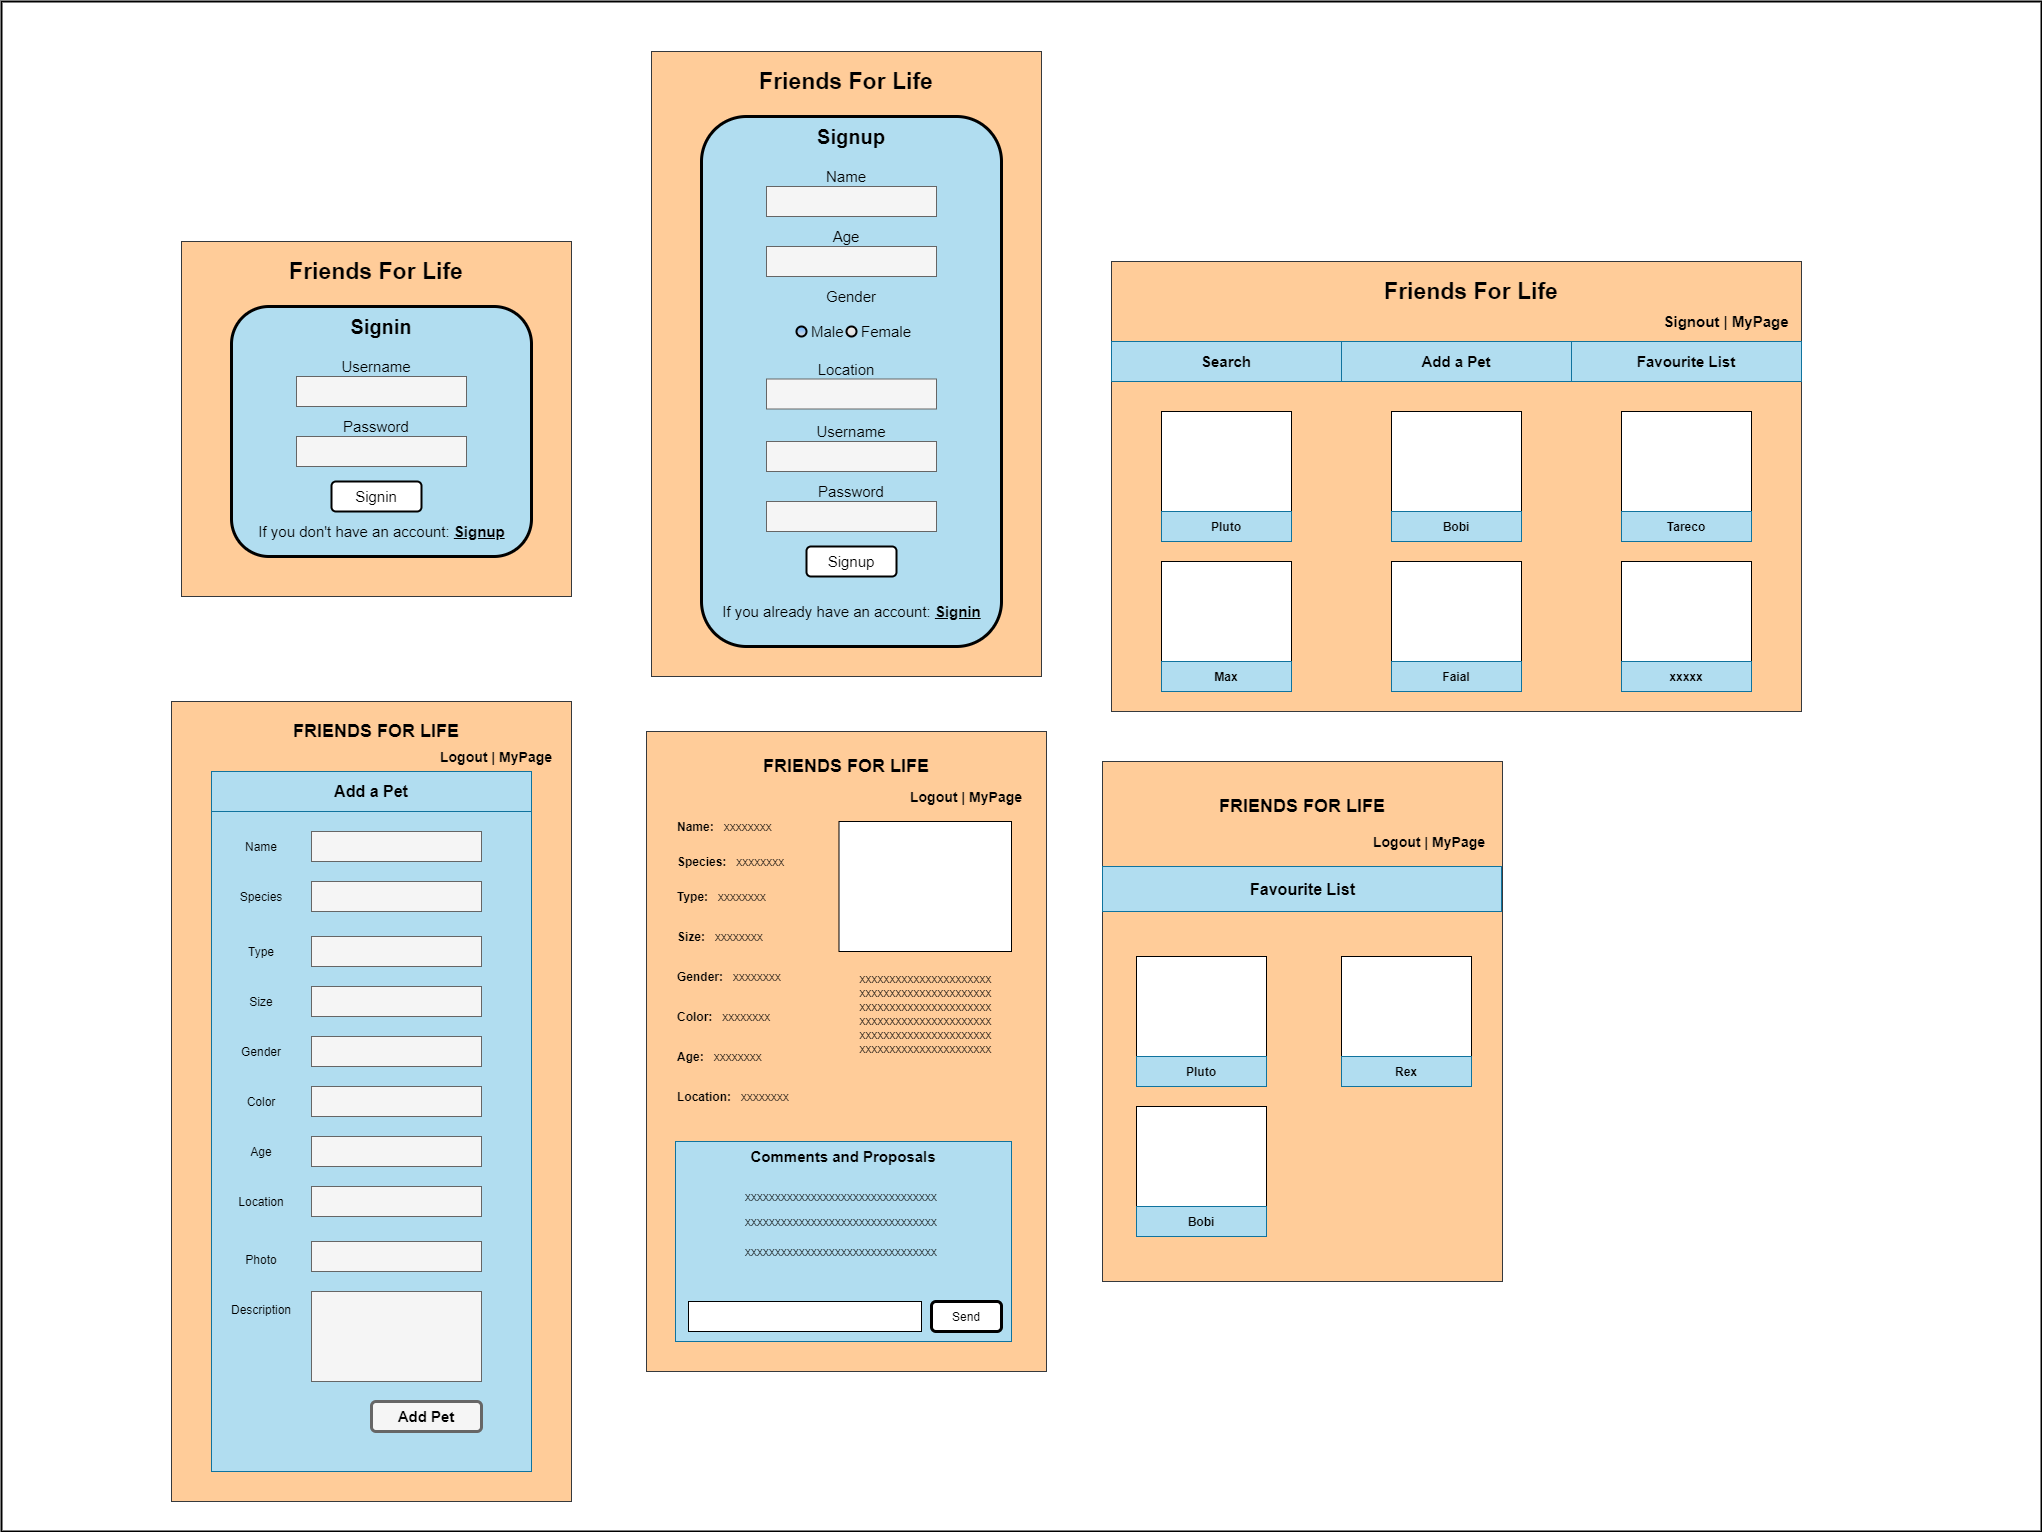 Friends For Life
Signin
Username
Password
Signin
If you don't have an account: Signup
Friends For Life
Signup
Name
Age
Gender
Male Female
Location
Username
Password
Signup
If you already have an account: Signin
Friends For Life
Signout | MyPage
Search Add a Pet Favourite List
Pluto Bobi Tareco
Max Faial xxxxx
FRIENDS FOR LIFE
Logout | MyPage
Add a Pet
Name
Species
Type
Size
Gender
Color
Age
Location
Photo
Description
Add Pet
FRIENDS FOR LIFE
Logout | MyPage
Name: xxxxxxxx
Species: xxxxxxxx
Type: xxxxxxxx
Size: xxxxxxxx
Gender: xxxxxxxx
Color: xxxxxxxx
Age: xxxxxxxx
Location: xxxxxxxx
xxxxxxxxxxxxxxxxxxxxxx
xxxxxxxxxxxxxxxxxxxxxx
xxxxxxxxxxxxxxxxxxxxxx
xxxxxxxxxxxxxxxxxxxxxx
xxxxxxxxxxxxxxxxxxxxxx
xxxxxxxxxxxxxxxxxxxxxx
Comments and Proposals
xxxxxxxxxxxxxxxxxxxxxxxxxxxxxxxx
xxxxxxxxxxxxxxxxxxxxxxxxxxxxxxxx
xxxxxxxxxxxxxxxxxxxxxxxxxxxxxxxx
Send
FRIENDS FOR LIFE
Logout | MyPage
Favourite List
Pluto Rex
Bobi